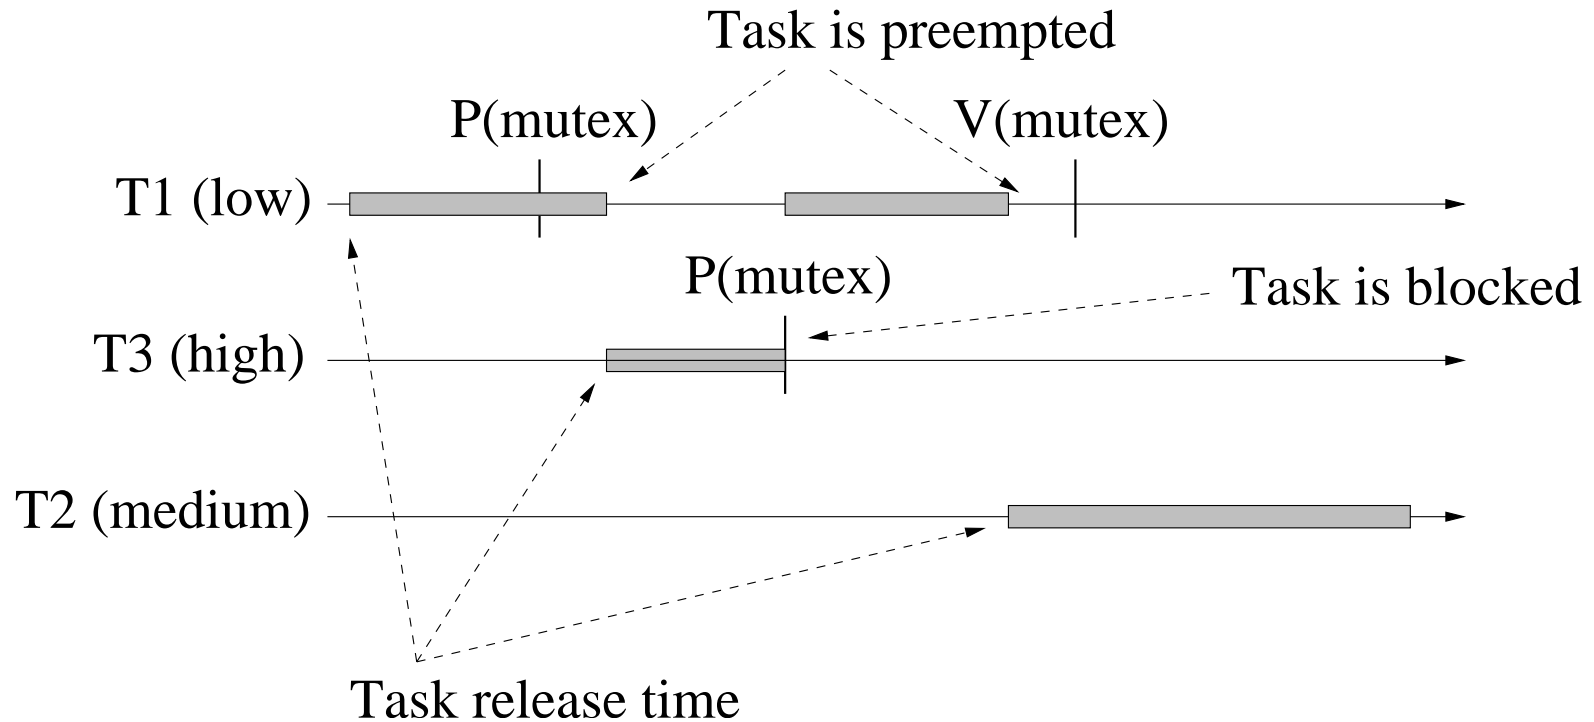 Task is preempted
P(mutex)
V(mutex)
T1 (low)
P(mutex)
Task is blocked
T3 (high)
T2 (medium)
Task release time